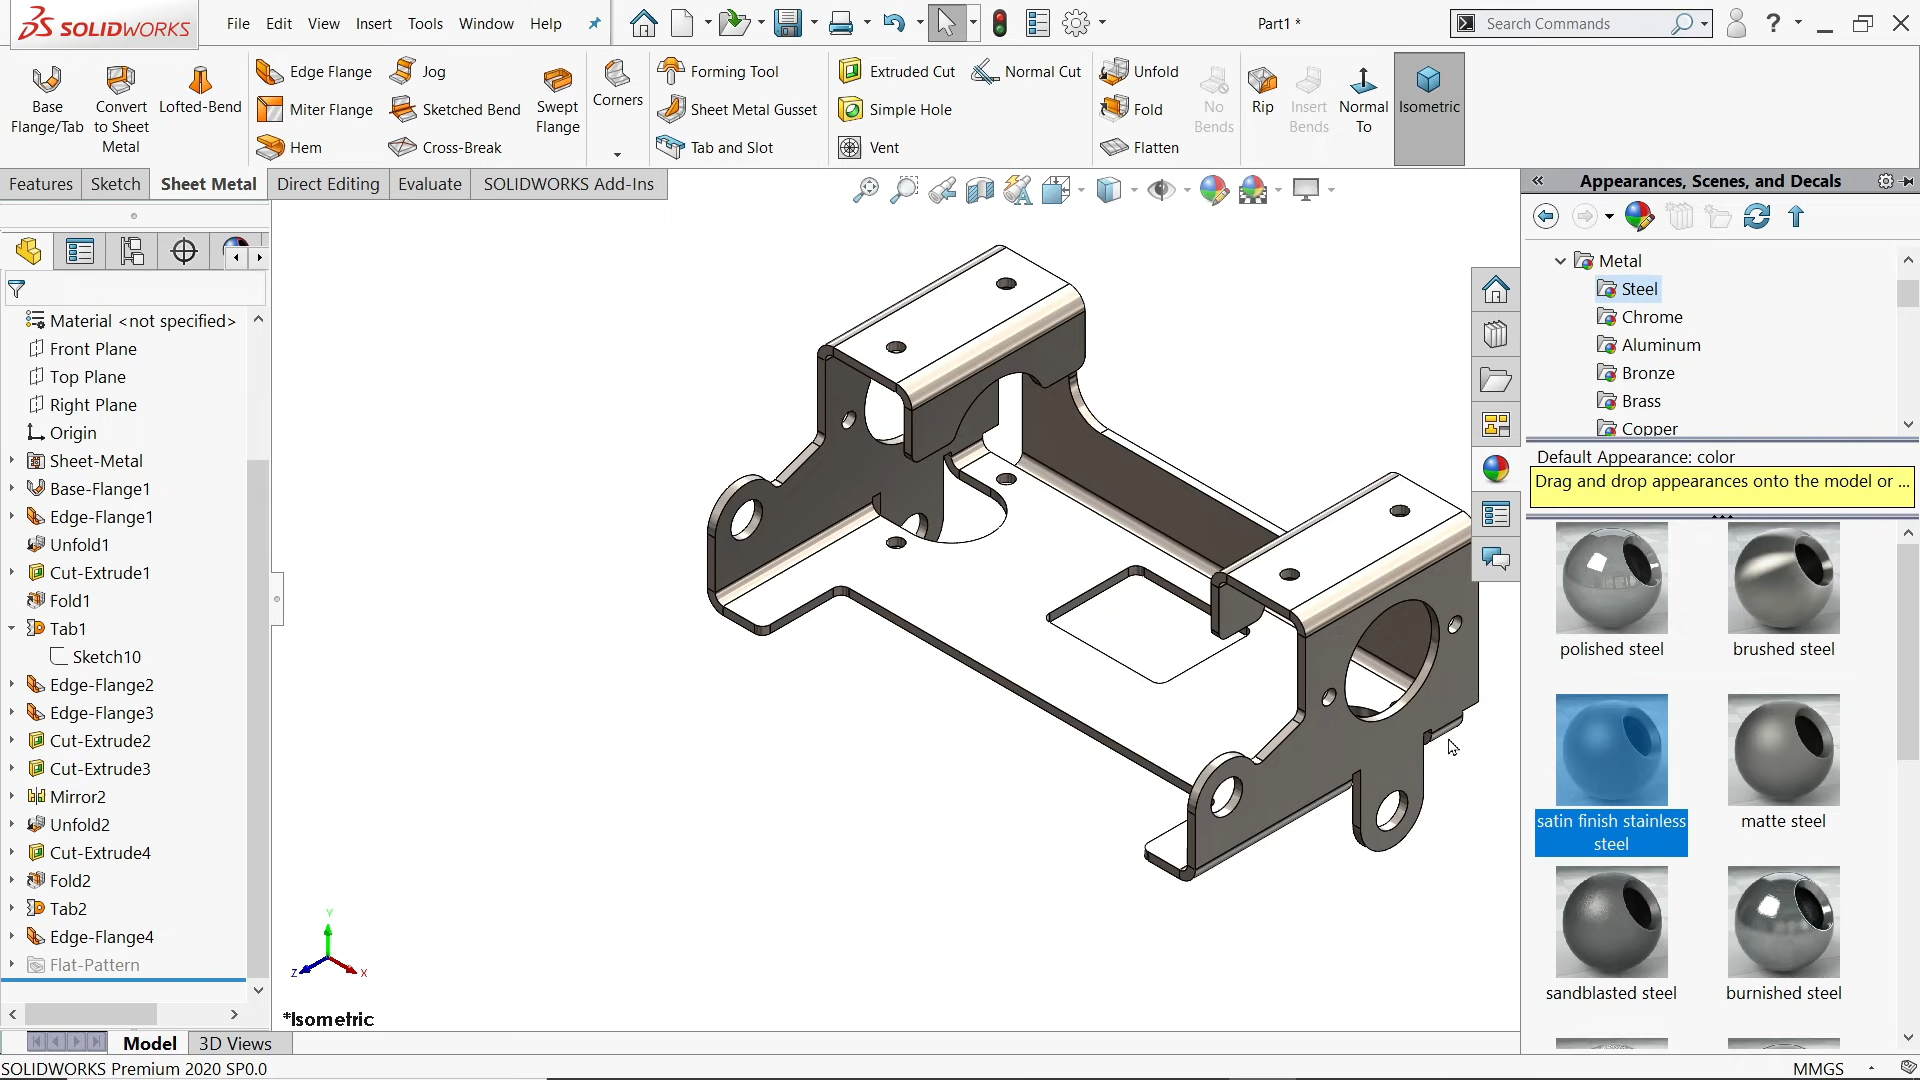 SOLIDWORKS
File Edit View Insert Tools Window Help
Part1 *
Search Commands
?
Base Flange/Tab
Convert to Sheet Metal
Lofted-Bend
Edge Flange
Miter Flange
Hem
Jog
Sketched Bend
Cross-Break
Swept Flange
Corners
Forming Tool
Sheet Metal Gusset
Tab and Slot
Extruded Cut
Simple Hole
Vent
Normal Cut
Unfold
Fold
Flatten
No Bends
Rip
Insert Bends
Normal To
Isometric
Features Sketch Sheet Metal Direct Editing Evaluate SOLIDWORKS Add-Ins
Material <not specified>
Front Plane
Top Plane
Right Plane
Origin
Sheet-Metal
Base-Flange1
Edge-Flange1
Unfold1
Cut-Extrude1
Fold1
Tab1
Sketch10
Edge-Flange2
Edge-Flange3
Cut-Extrude2
Cut-Extrude3
Mirror2
Unfold2
Cut-Extrude4
Fold2
Tab2
Edge-Flange4
Flat-Pattern
Y
Z
X
*Isometric
Appearances, Scenes, and Decals
Metal
Steel
Chrome
Aluminum
Bronze
Brass
Copper
Default Appearance: color
Drag and drop appearances onto the model or ...
polished steel
brushed steel
satin finish stainless
steel
matte steel
sandblasted steel
burnished steel
Model 3D Views
SOLIDWORKS Premium 2020 SP0.0
MMGS